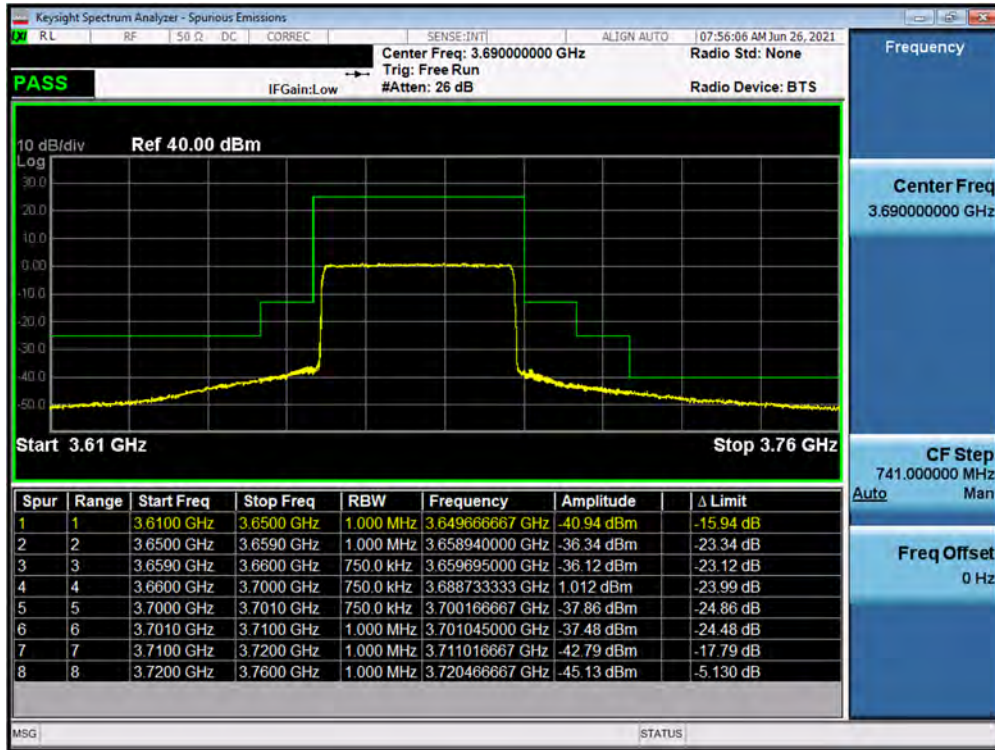 Keysight Spectrum Analyzer - Spurious Emissions
LXI RL RF 50 Ω DC CORREC SENSE:INT ALIGN AUTO 07:56:06 AM Jun 26, 2021
Center Freq: 3.690000000 GHz Radio Std: None
Trig: Free Run
PASS IFGain:Low #Atten: 26 dB Radio Device: BTS
10 dB/div Ref 40.00 dBm
Log
30.0
20.0
10.0
0.00
-10.0
-20.0
-30.0
-40.0
-50.0
Start 3.61 GHz Stop 3.76 GHz
Spur Range Start Freq Stop Freq RBW Frequency Amplitude Δ Limit
1 1 3.6100 GHz 3.6500 GHz 1.000 MHz 3.649666667 GHz -40.94 dBm -15.94 dB
2 2 3.6500 GHz 3.6590 GHz 1.000 MHz 3.658940000 GHz -36.34 dBm -23.34 dB
3 3 3.6590 GHz 3.6600 GHz 750.0 kHz 3.659695000 GHz -36.12 dBm -23.12 dB
4 4 3.6600 GHz 3.7000 GHz 750.0 kHz 3.688733333 GHz 1.012 dBm -23.99 dB
5 5 3.7000 GHz 3.7010 GHz 750.0 kHz 3.700166667 GHz -37.86 dBm -24.86 dB
6 6 3.7010 GHz 3.7100 GHz 1.000 MHz 3.701045000 GHz -37.48 dBm -24.48 dB
7 7 3.7100 GHz 3.7200 GHz 1.000 MHz 3.711016667 GHz -42.79 dBm -17.79 dB
8 8 3.7200 GHz 3.7600 GHz 1.000 MHz 3.720466667 GHz -45.13 dBm -5.130 dB
MSG STATUS
Frequency
Center Freq
3.690000000 GHz
CF Step
741.000000 MHz
Auto Man
Freq Offset
0 Hz